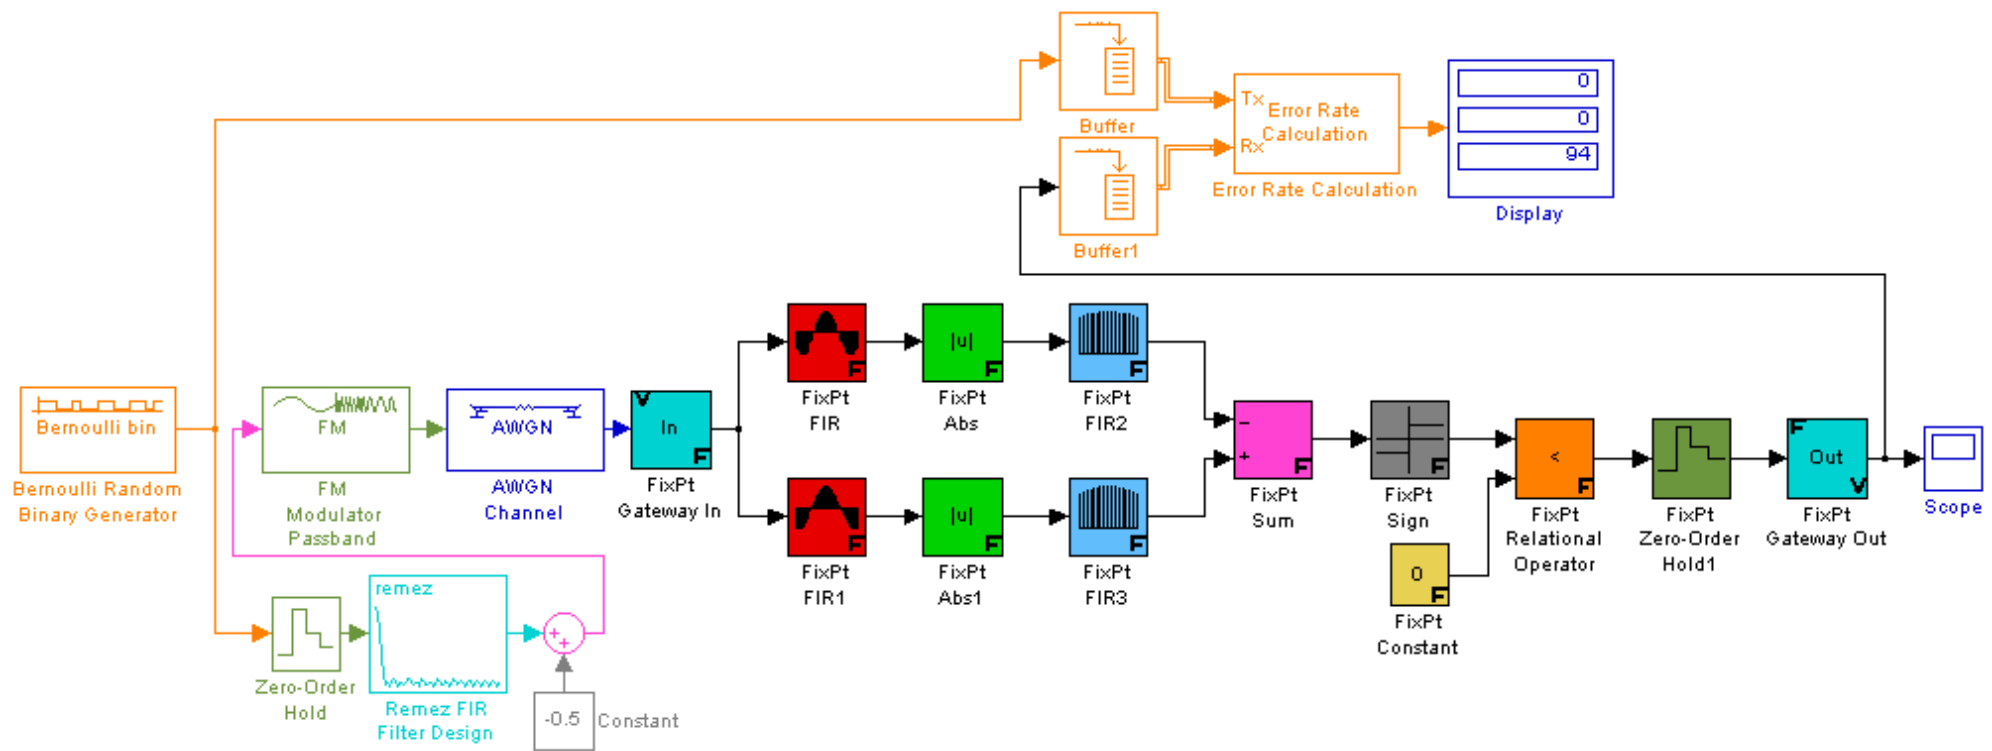 Buffer
Tx
Rx
Error Rate
Calculation
Error Rate Calculation
0
0
94
Display
Buffer1
Bernoulli bin
Bernoulli Random
Binary Generator
FM
FM
Modulator
Passband
AWGN
AWGN
Channel
V
In
F
FixPt
Gateway In
F
FixPt
FIR
|u|
F
FixPt
Abs
F
FixPt
FIR2
F
FixPt
FIR1
|u|
F
FixPt
Abs1
F
FixPt
FIR3
-
+
F
FixPt
Sum
F
FixPt
Sign
0
F
FixPt
Constant
<
F
FixPt
Relational
Operator
F
FixPt
Zero-Order
Hold1
F
Out
V
FixPt
Gateway Out
Scope
Zero-Order
Hold
remez
Remez FIR
Filter Design
+
+
-0.5
Constant